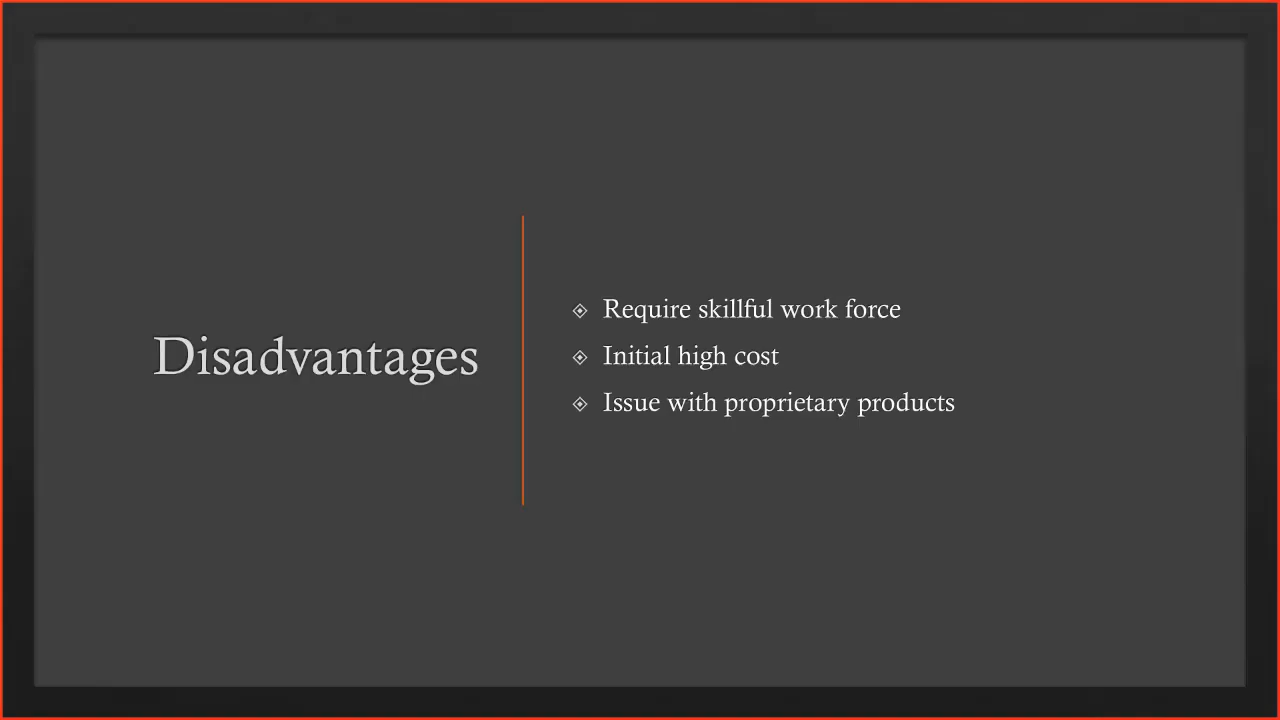 Disadvantages
Require skillful work force
Initial high cost
Issue with proprietary products